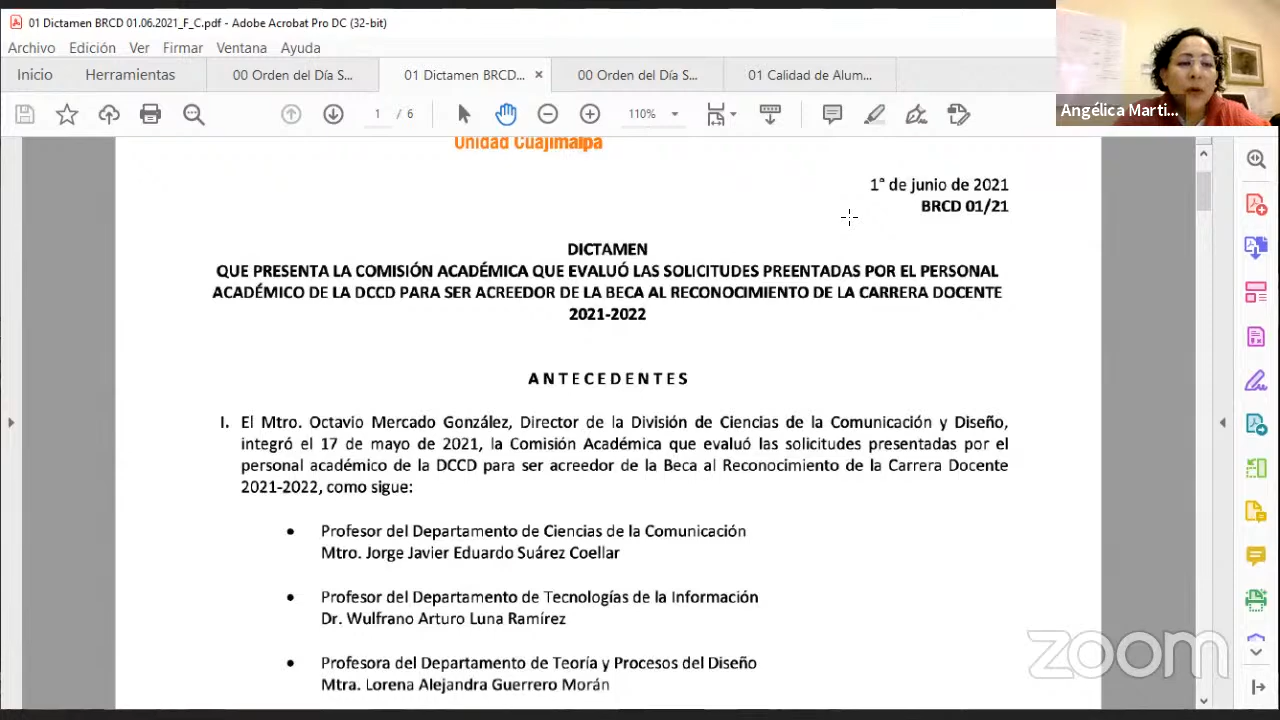 01 Dictamen BRCD 01.06.2021_F_C.pdf - Adobe Acrobat Pro DC (32-bit)
Archivo Edición Ver Firmar Ventana Ayuda
Inicio Herramientas 00 Orden del Día S... 01 Dictamen BRCD... × 00 Orden del Día S... 01 Calidad de Alum...
1 / 6 110%
Angélica Marti...
Unidad Cuajimalpa
1° de junio de 2021
BRCD 01/21
DICTAMEN
QUE PRESENTA LA COMISIÓN ACADÉMICA QUE EVALUÓ LAS SOLICITUDES PREENTADAS POR EL PERSONAL
ACADÉMICO DE LA DCCD PARA SER ACREEDOR DE LA BECA AL RECONOCIMIENTO DE LA CARRERA DOCENTE
2021-2022
A N T E C E D E N T E S
I. El Mtro. Octavio Mercado González, Director de la División de Ciencias de la Comunicación y Diseño,
integró el 17 de mayo de 2021, la Comisión Académica que evaluó las solicitudes presentadas por el
personal académico de la DCCD para ser acreedor de la Beca al Reconocimiento de la Carrera Docente
2021-2022, como sigue:
• Profesor del Departamento de Ciencias de la Comunicación
Mtro. Jorge Javier Eduardo Suárez Coellar
• Profesor del Departamento de Tecnologías de la Información
Dr. Wulfrano Arturo Luna Ramírez
• Profesora del Departamento de Teoría y Procesos del Diseño
Mtra. Lorena Alejandra Guerrero Morán
zoom